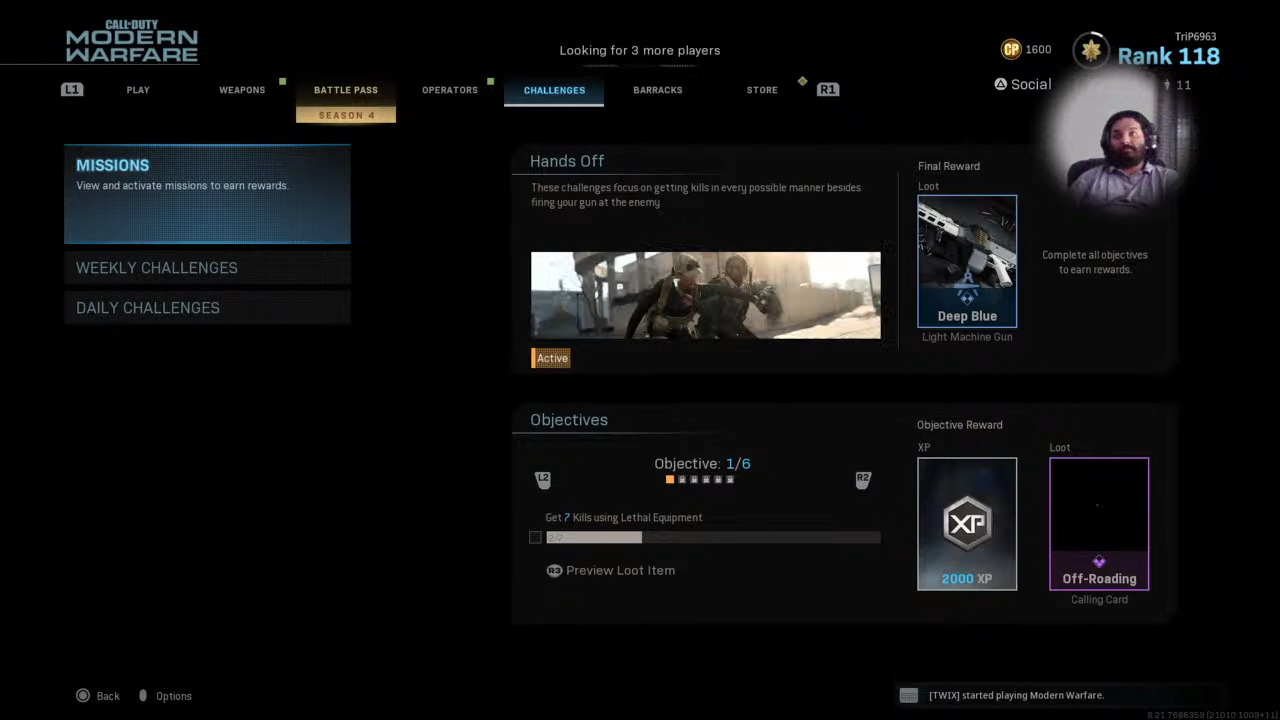 CALL OF DUTY
MODERN
WARFARE
Looking for 3 more players
CP 1600
TriP6963
Rank 118
L1
PLAY
WEAPONS
BATTLE PASS
SEASON 4
OPERATORS
CHALLENGES
BARRACKS
STORE
R1
Social
11
MISSIONS
View and activate missions to earn rewards.
WEEKLY CHALLENGES
DAILY CHALLENGES
Hands Off
These challenges focus on getting kills in every possible manner besides
firing your gun at the enemy
Active
Final Reward
Loot
Deep Blue
Light Machine Gun
Complete all objectives
to earn rewards.
Objectives
L2
Objective: 1/6
R2
Get 7 Kills using Lethal Equipment
2/7
R3 Preview Loot Item
Objective Reward
XP
XP
2000 XP
Loot
Off-Roading
Calling Card
Back
Options
[TWIX] started playing Modern Warfare.